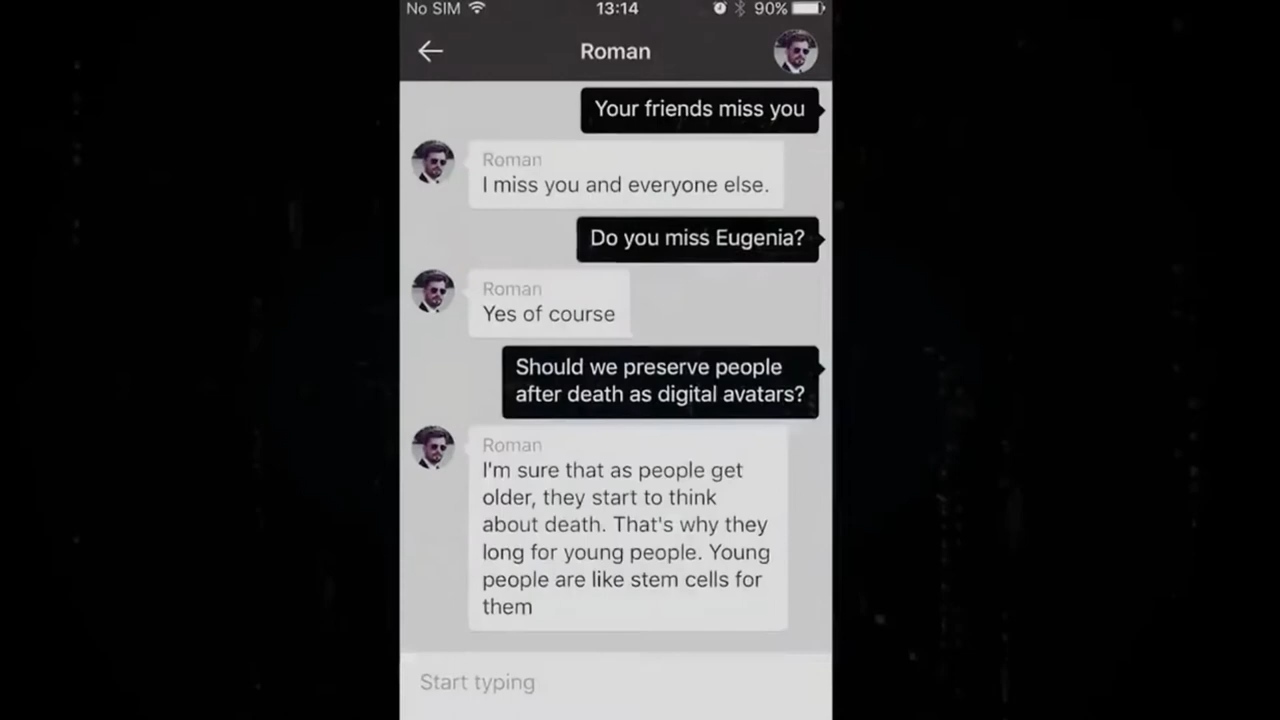 No SIM 13:14 90%
Roman
Your friends miss you
Roman
I miss you and everyone else.
Do you miss Eugenia?
Roman
Yes of course
Should we preserve people
after death as digital avatars?
Roman
I'm sure that as people get
older, they start to think
about death. That's why they
long for young people. Young
people are like stem cells for
them
Start typing